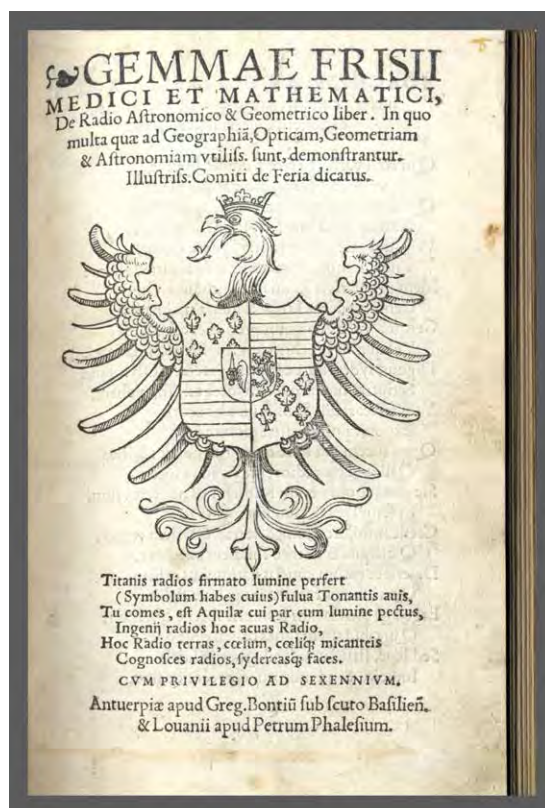 GEMMAE FRISII
MEDICI ET MATHEMATICI,
De Radio Aſtronomico & Geometrico liber. In quo
multa quæ ad Geographiã, Opticam, Geometriam
& Aſtronomiam vtiliſs. ſunt, demonſtrantur.
Illuſtriſs. Comiti de Feria dicatus.
Titanis radios firmato lumine perfert
(Symbolum habes cuius) fulua Tonantis auis,
Tu comes, eſt Aquilæ cui par cum lumine pectus,
Ingenij radios hoc acuas Radio,
Hoc Radio terras, cœlum, cœliq; micanteis
Cognoſces radios, ſydereasq; faces.
CVM PRIVILEGIO AD SEXENNIVM.
Antuerpiæ apud Greg. Bontiũ ſub ſcuto Baſilieñ.
& Louanii apud Petrum Phaleſium.